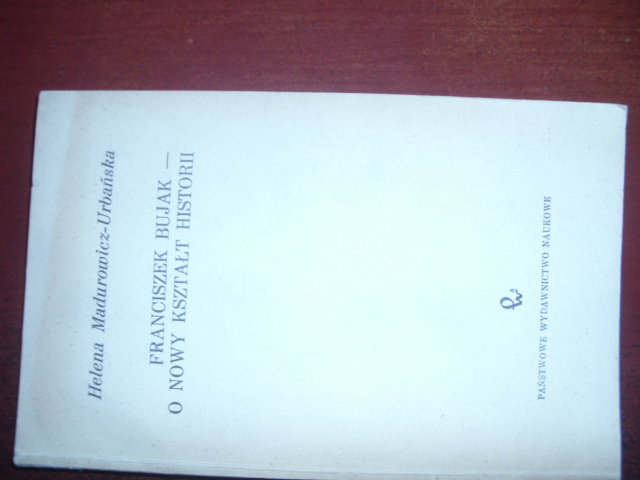 Helena Madurowicz-Urbańska
FRANCISZEK BUJAK —
O NOWY KSZTAŁT HISTORII
PAŃSTWOWE WYDAWNICTWO NAUKOWE